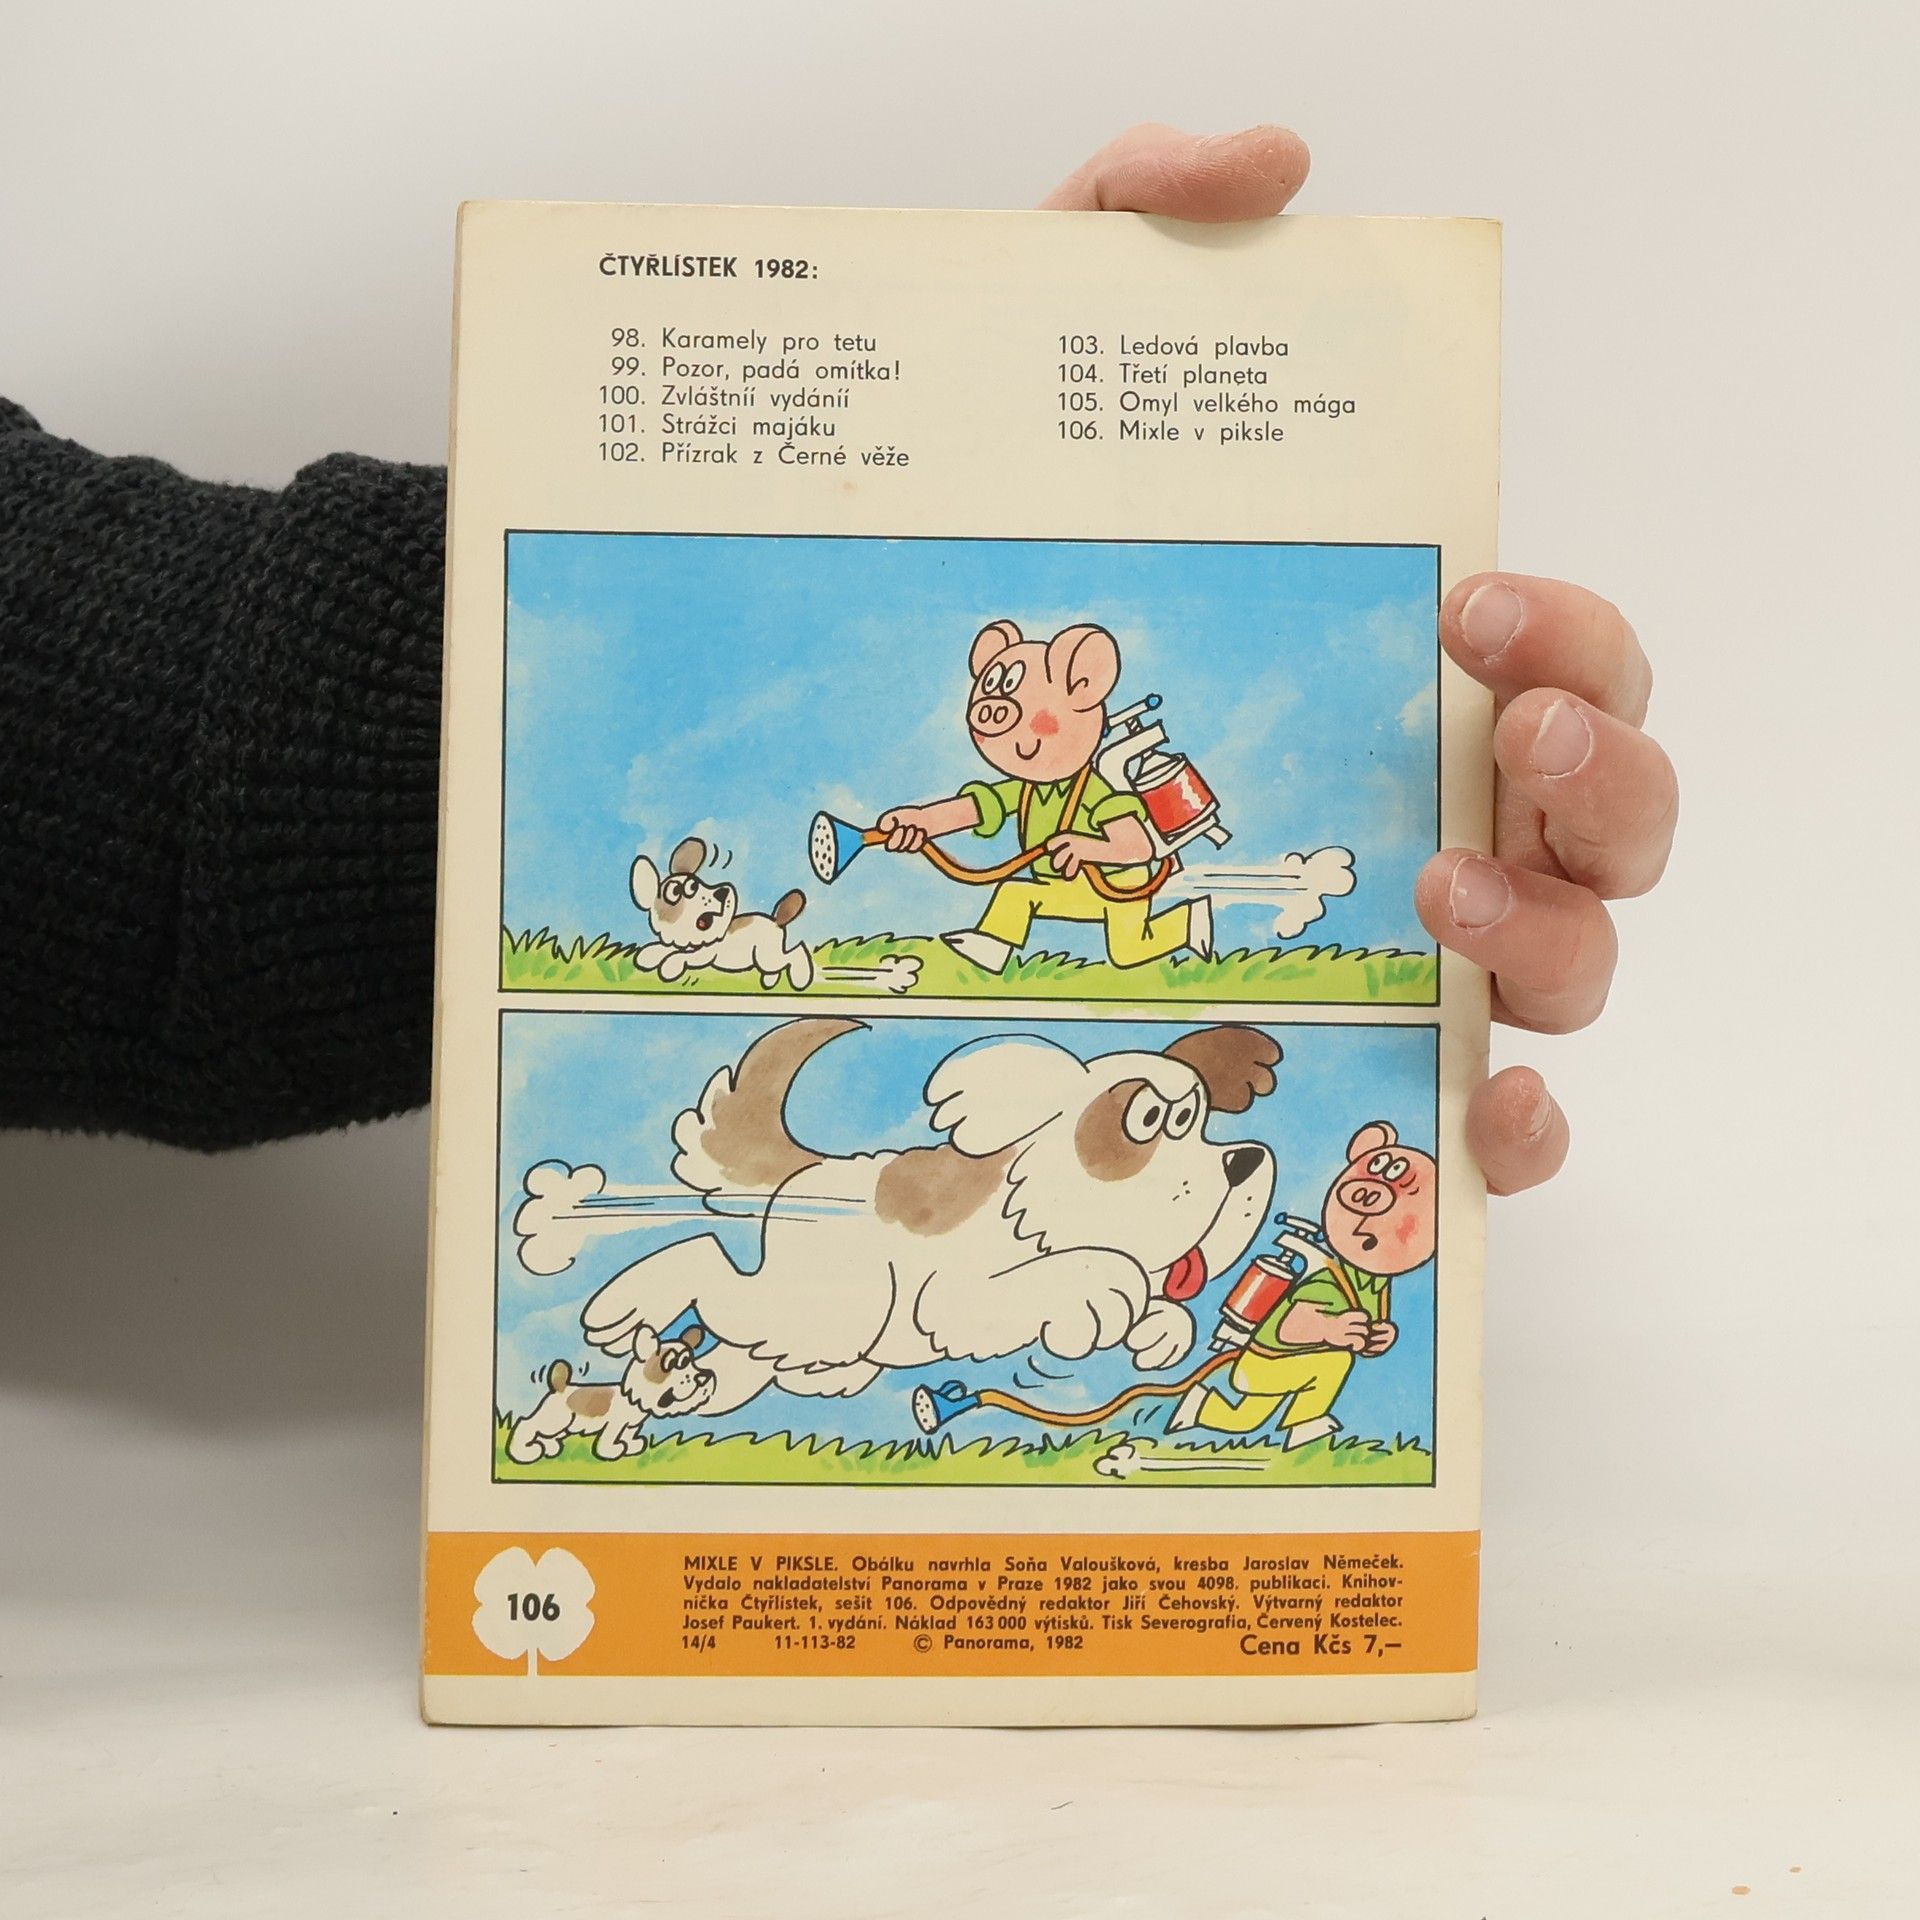 ČTYŘLÍSTEK 1982:
98. Karamely pro tetu
99. Pozor, padá omítka!
100. Zvláštníí vydáníí
101. Strážci majáku
102. Přízrak z Černé věže
103. Ledová plavba
104. Třetí planeta
105. Omyl velkého mága
106. Mixle v piksle
106
MIXLE V PIKSLE. Obálku navrhla Soňa Valoušková, kresba Jaroslav Němeček.
Vydalo nakladatelství Panorama v Praze 1982 jako svou 4098. publikaci. Knihov-
nička Čtyřlístek, sešit 106. Odpovědný redaktor Jiří Čehovský. Výtvarný redaktor
Josef Paukert. 1. vydání. Náklad 163 000 výtisků. Tisk Severografia, Červený Kostelec.
14/4 11-113-82 © Panorama, 1982 Cena Kčs 7,—